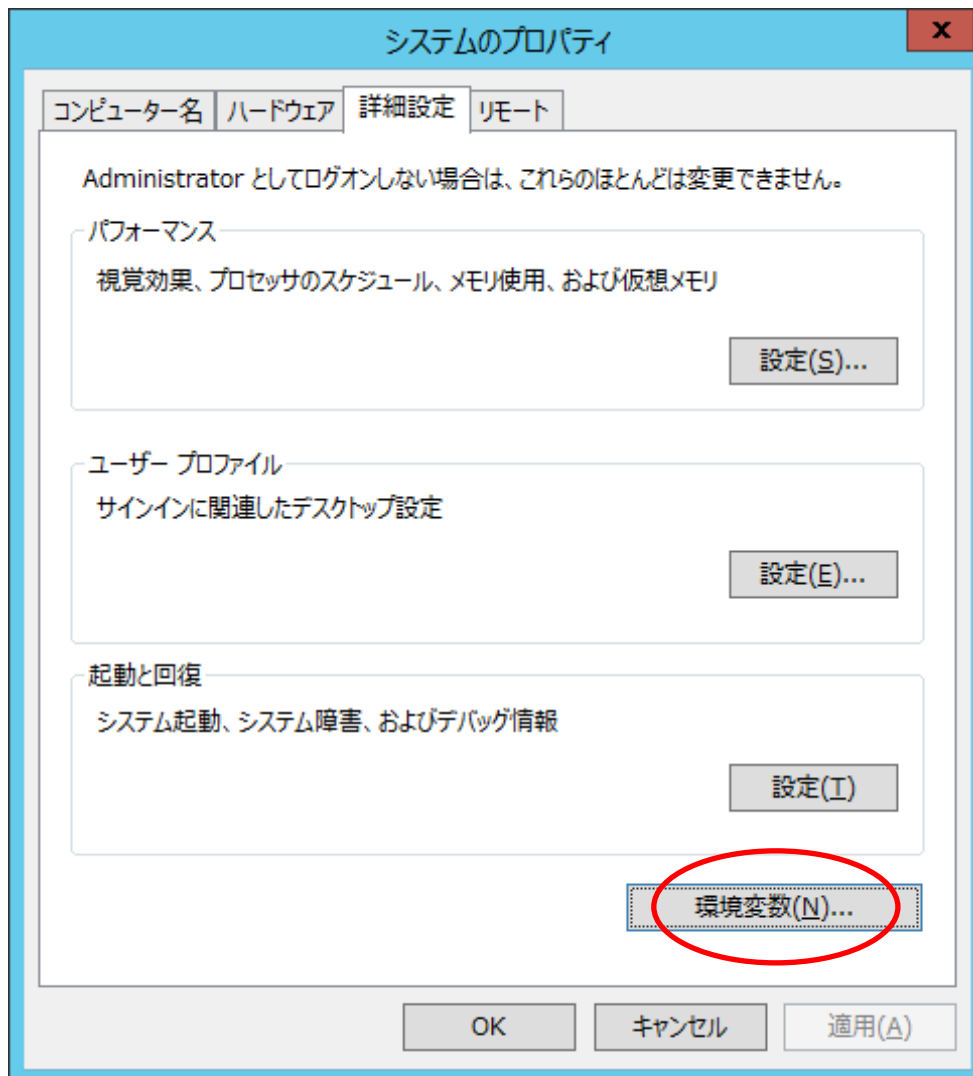 システムのプロパティ
x
コンピューター名 ハードウェア 詳細設定 リモート
Administrator としてログオンしない場合は、これらのほとんどは変更できません。
パフォーマンス
視覚効果、プロセッサのスケジュール、メモリ使用、および仮想メモリ
設定(S)...
ユーザー プロファイル
サインインに関連したデスクトップ設定
設定(E)...
起動と回復
システム起動、システム障害、およびデバッグ情報
設定(T)
環境変数(N)...
OK キャンセル 適用(A)